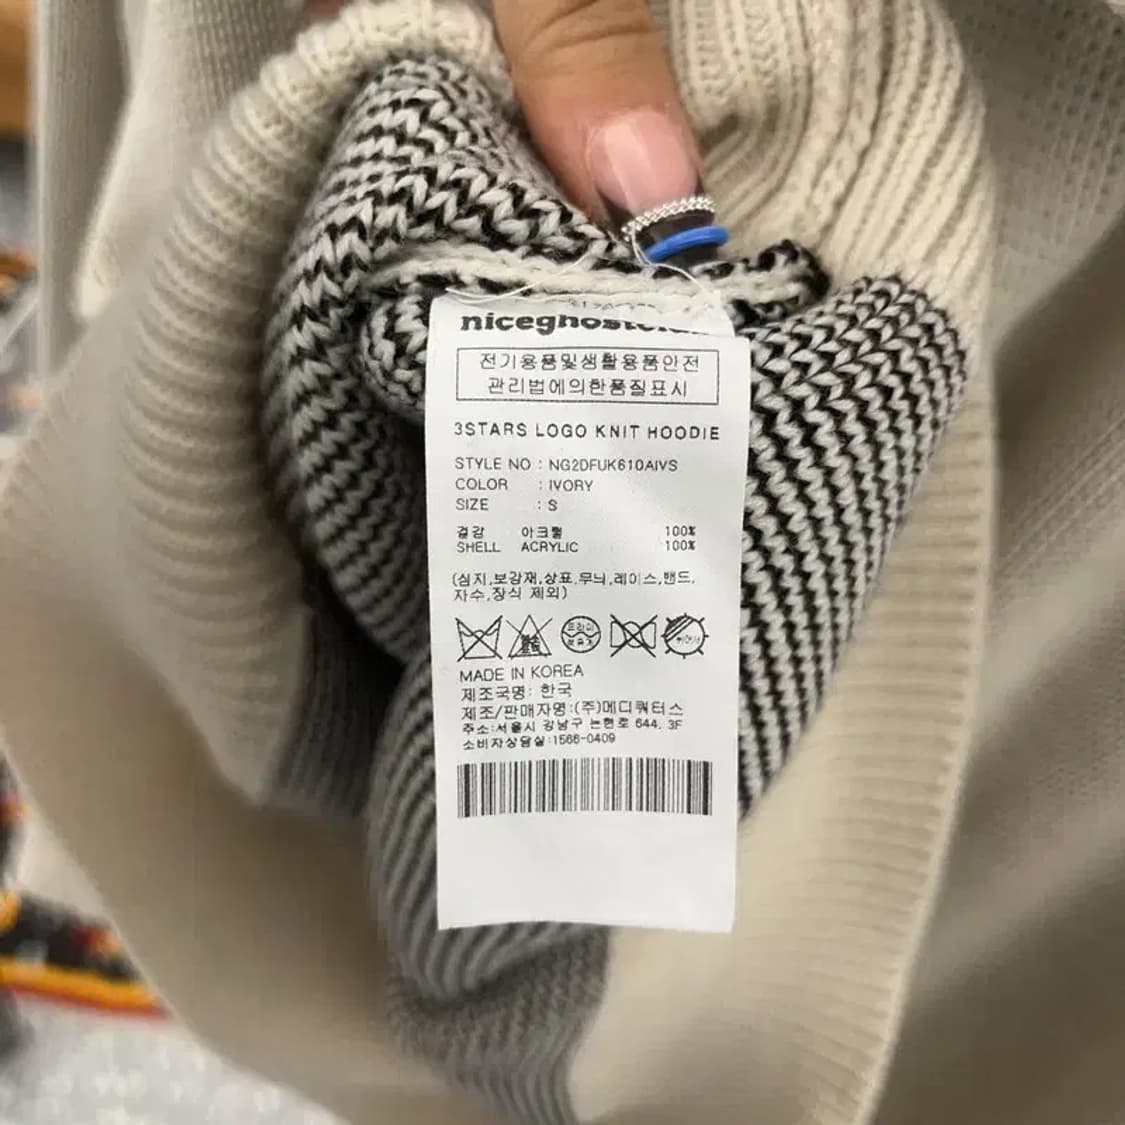 전기용품및생활용품안전
관리법에의한품질표시
3STARS LOGO KNIT HOODIE
STYLE NO : NG2DFUK610AIVS
COLOR : IVORY
SIZE : S
겉감 아크릴 100%
SHELL ACRYLIC 100%
(심지,보강재,상표,무늬,레이스,밴드,
자수,장식 제외)
MADE IN KOREA
제조국명: 한국
제조/판매자명:(주)메디쿼터스
주소:서울시 강남구 논현로 644. 3F
소비자상담실:1566-0409